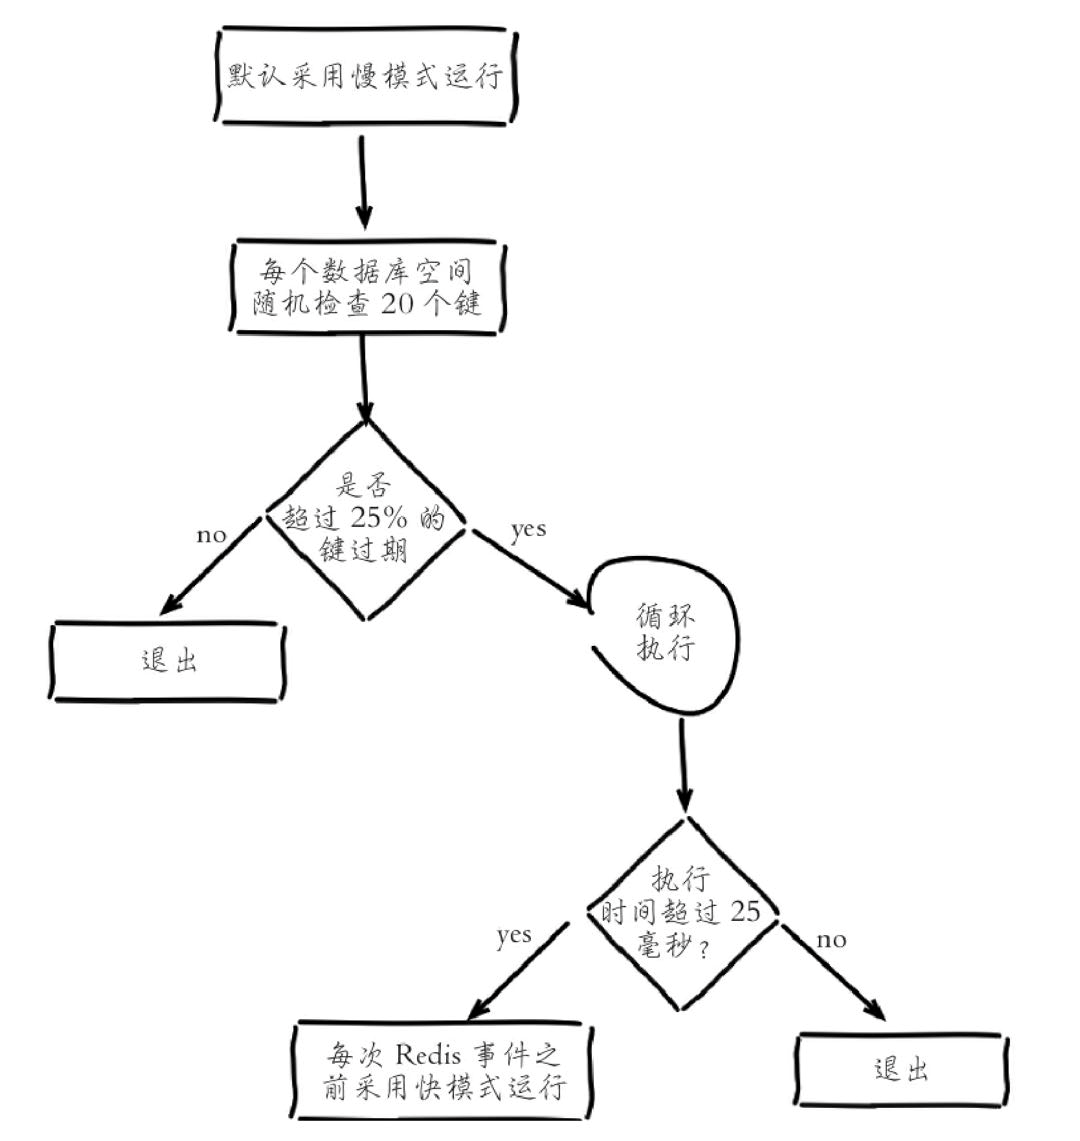 默认采用慢模式运行
每个数据库空间
随机检查 20 个键
是否
超过 25% 的
键过期
no
yes
退出
循环
执行
执行
时间超过 25
毫秒?
yes
no
每次 Redis 事件之
前采用快模式运行
退出